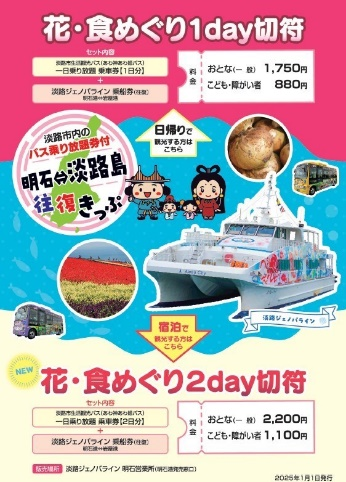 花・食めぐり1day切符
セット内容
淡路市生活観光バス(あわ神あわ姫バス)
一日乗り放題 乗車券【1日分】
+
淡路ジェノバライン 乗船券(往復)
明石港⇔岩屋港
料金
おとな(一 般) 1,750円
こども・障がい者 880円
淡路市内の
バス乗り放題券付
明石⇔淡路島
往復きっぷ
日帰りで
観光する方は
こちら
淡路ジェノバライン
宿泊で
観光する方は
こちら
NEW
花・食めぐり2day切符
セット内容
淡路市生活観光バス(あわ神あわ姫バス)
一日乗り放題 乗車券【2日分】
+
淡路ジェノバライン 乗船券(往復)
明石港⇔岩屋港
料金
おとな(一 般) 2,200円
こども・障がい者 1,100円
販売場所 淡路ジェノバライン 明石営業所(明石港発売窓口)
2025年1月1日発行